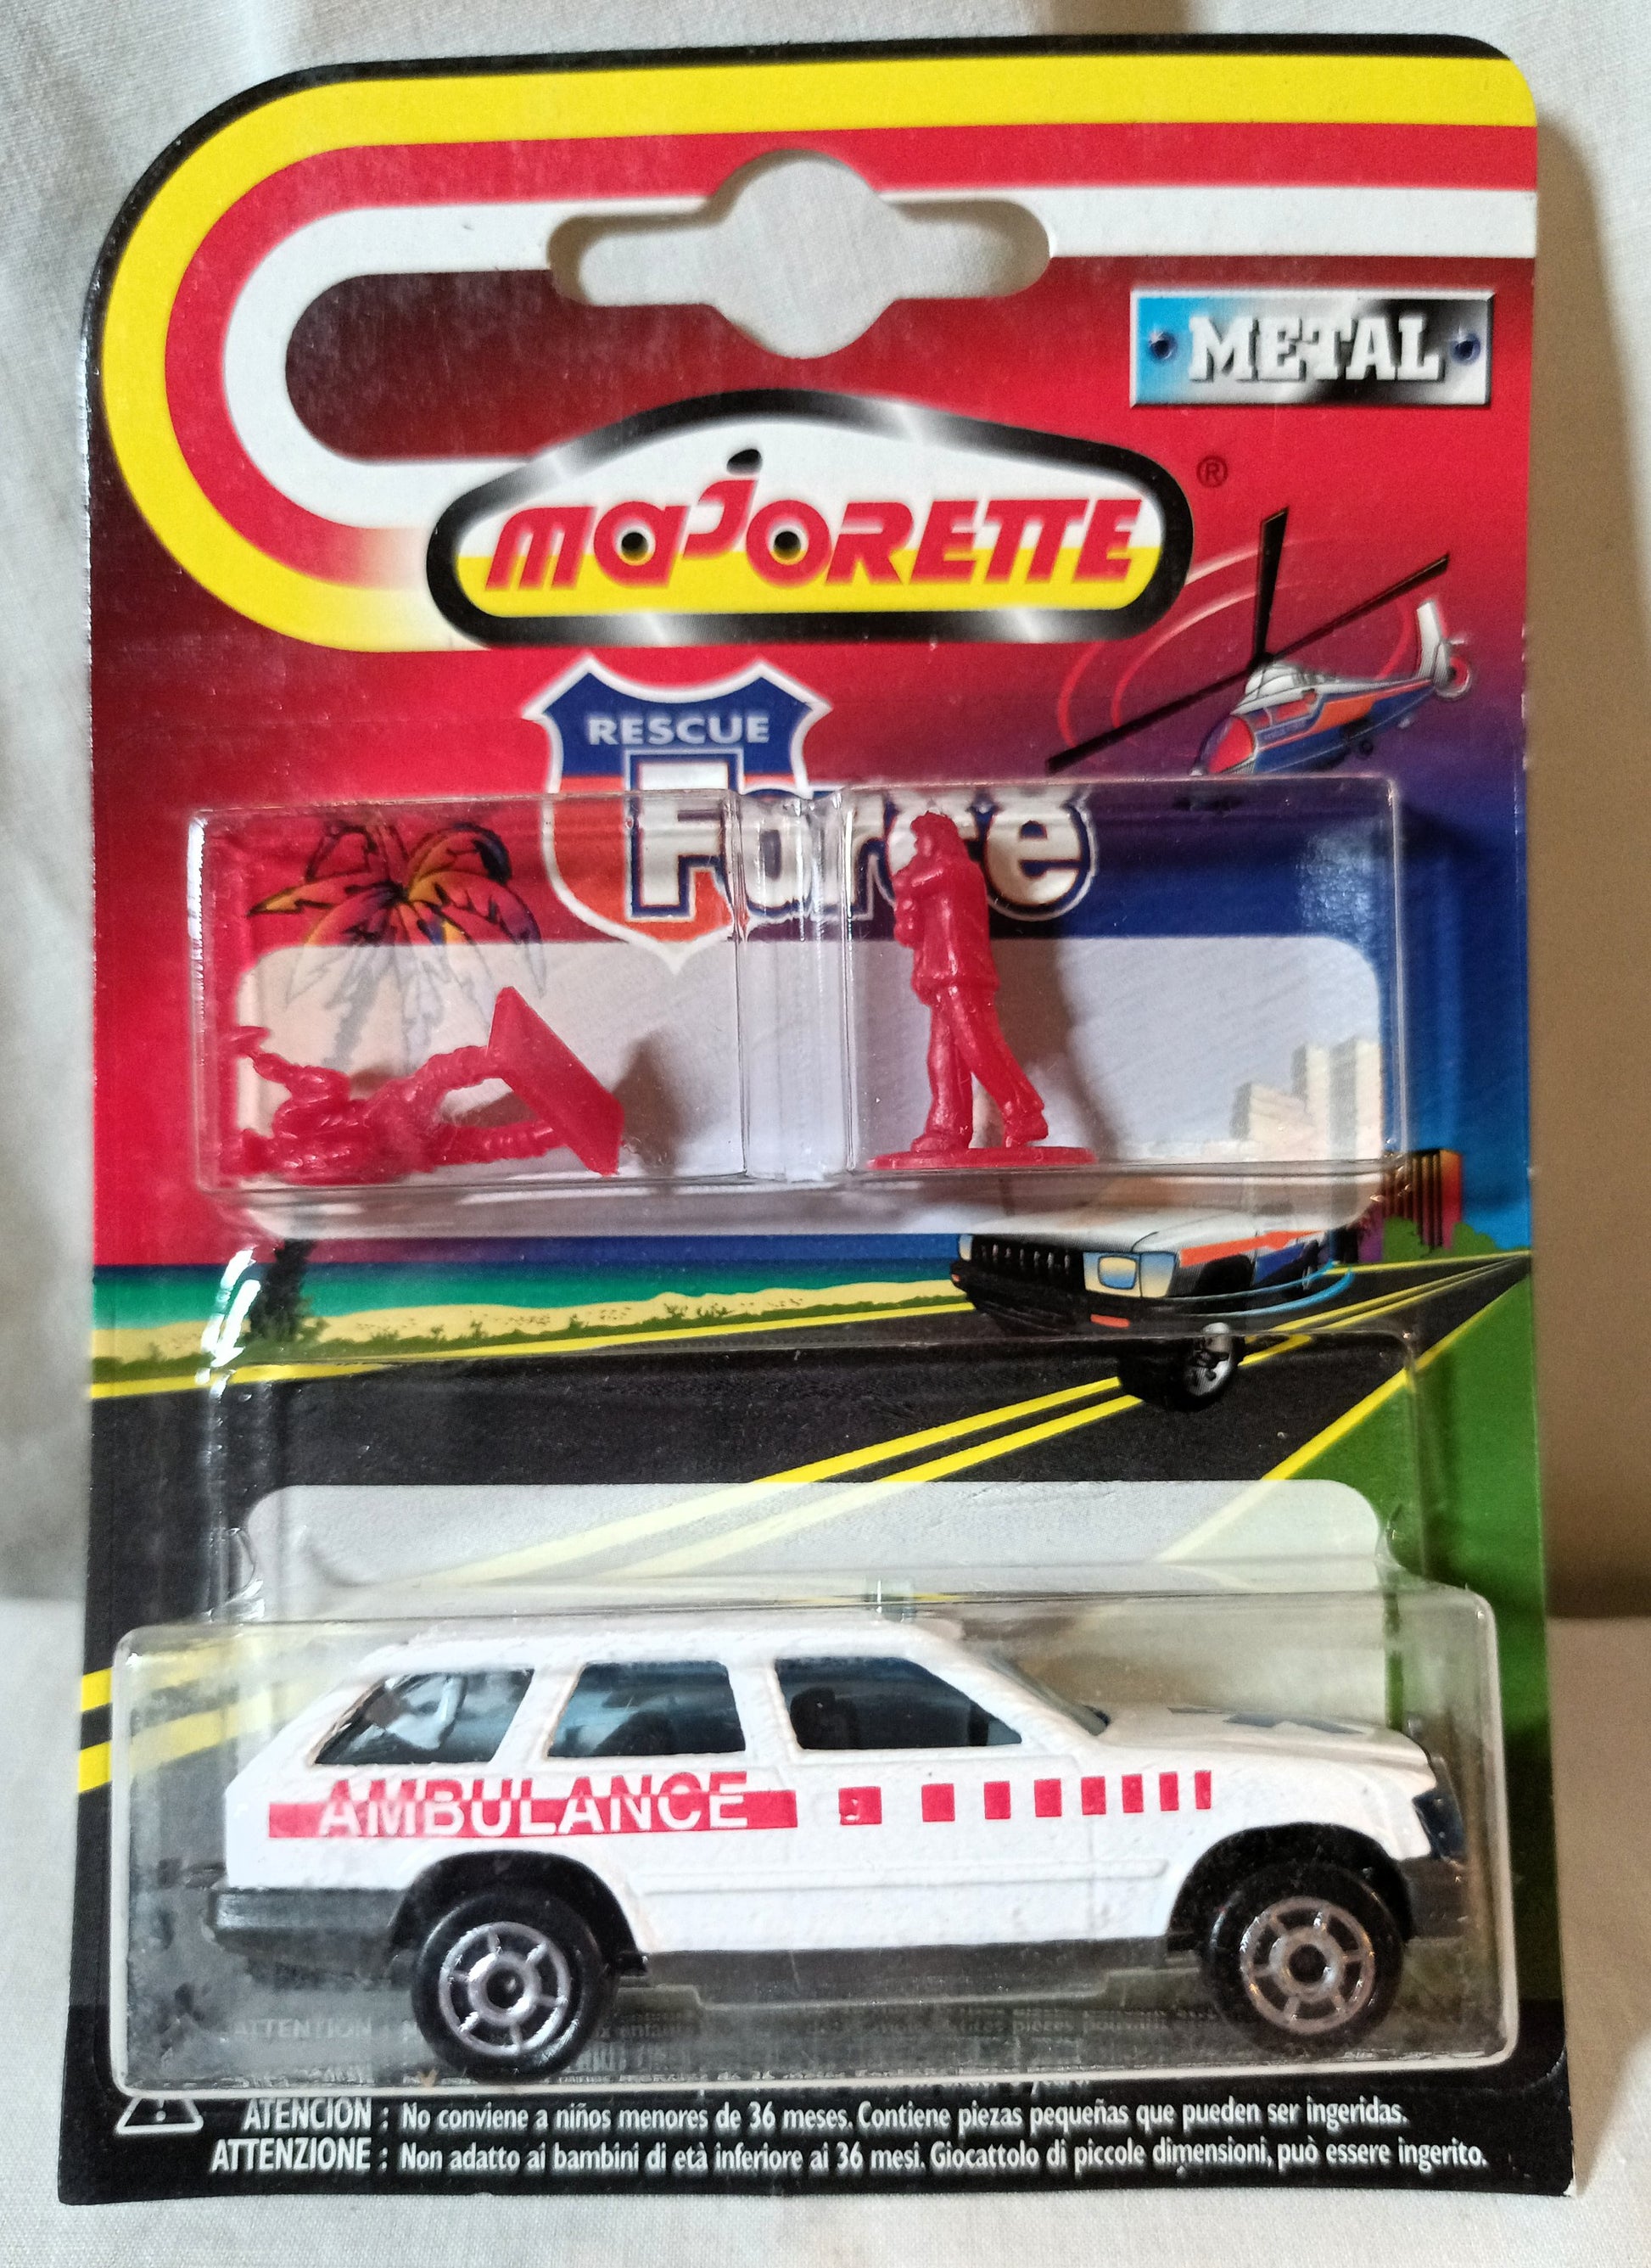 METAL
majORETTE ®
RESCUE
Force
AMBULANCE
ATTENTION :
ATENCION : No conviene a niños menores de 36 meses. Contiene piezas pequeñas que pueden ser ingeridas.
ATTENZIONE : Non adatto ai bambini di età inferiore ai 36 mesi. Giocattolo di piccole dimensioni, può essere ingerito.